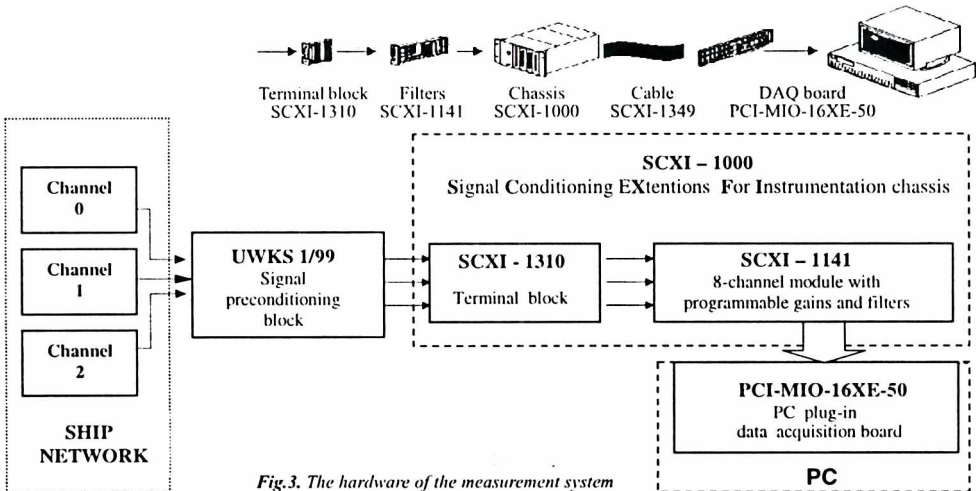 Terminal block Filters Chassis Cable DAQ board
SCXI-1310 SCXI-1141 SCXI-1000 SCXI-1349 PCI-MIO-16XE-50
Channel
0
Channel
1
Channel
2
SHIP
NETWORK
UWKS 1/99
Signal
preconditioning
block
SCXI – 1000
Signal Conditioning EXtentions For Instrumentation chassis
SCXI - 1310
Terminal block
SCXI – 1141
8-channel module with
programmable gains and filters
PCI-MIO-16XE-50
PC plug-in
data acquisition board
PC
Fig.3. The hardware of the measurement system